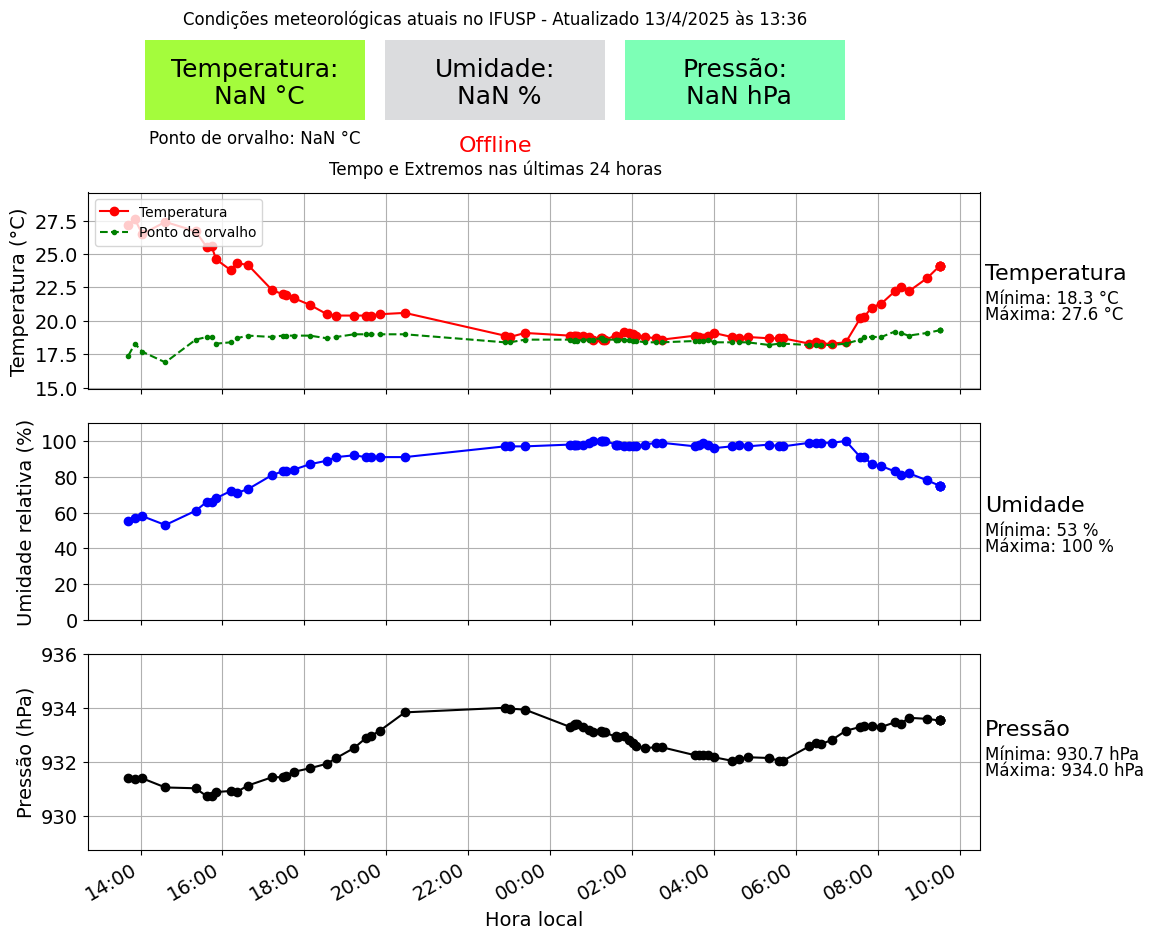 Condições meteorológicas atuais no IFUSP - Atualizado 13/4/2025 às 13:36
Temperatura:
NaN °C
Umidade:
NaN %
Pressão:
NaN hPa
Ponto de orvalho: NaN °C
Offline
Tempo e Extremos nas últimas 24 horas
Temperatura (°C)
27.5
25.0
22.5
20.0
17.5
15.0
Temperatura
Ponto de orvalho
Temperatura
Mínima: 18.3 °C
Máxima: 27.6 °C
Umidade relativa (%)
100
80
60
40
20
0
Umidade
Mínima: 53 %
Máxima: 100 %
Pressão (hPa)
936
934
932
930
Pressão
Mínima: 930.7 hPa
Máxima: 934.0 hPa
14:00 16:00 18:00 20:00 22:00 00:00 02:00 04:00 06:00 08:00 10:00
Hora local